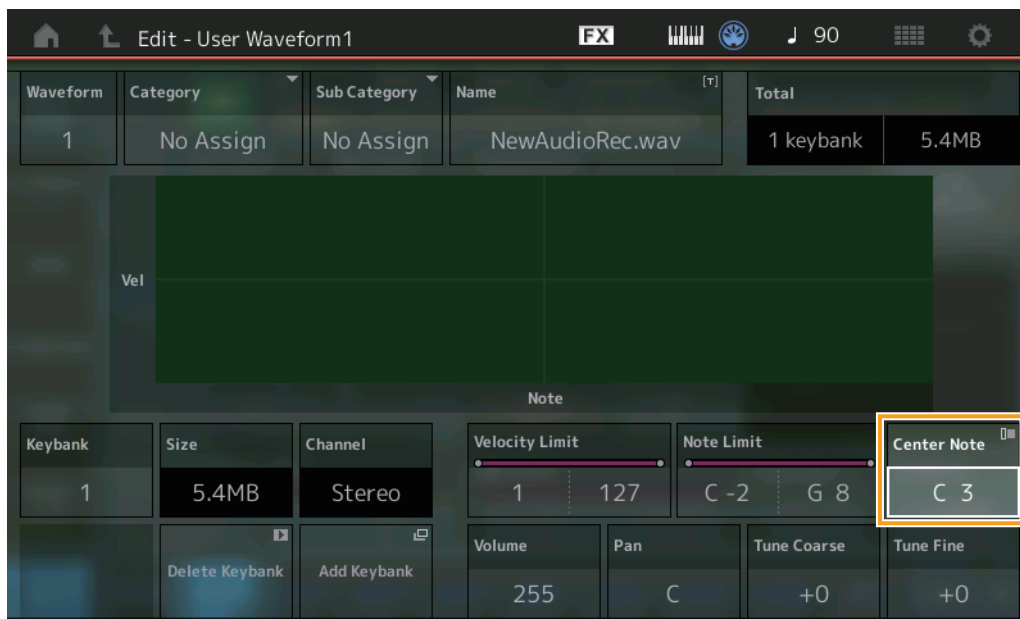 Edit - User Waveform1 FX 90
Waveform Category Sub Category Name [T] Total
1 No Assign No Assign NewAudioRec.wav 1 keybank 5.4MB
Vel
Note
Keybank Size Channel Velocity Limit Note Limit Center Note
1 5.4MB Stereo 1 127 C -2 G 8 C 3
Delete Keybank Add Keybank Volume Pan Tune Coarse Tune Fine
255 C +0 +0